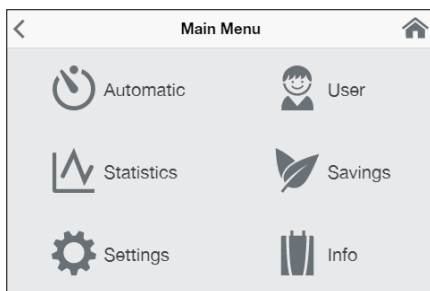 Main Menu
Automatic
User
Statistics
Savings
Settings
Info